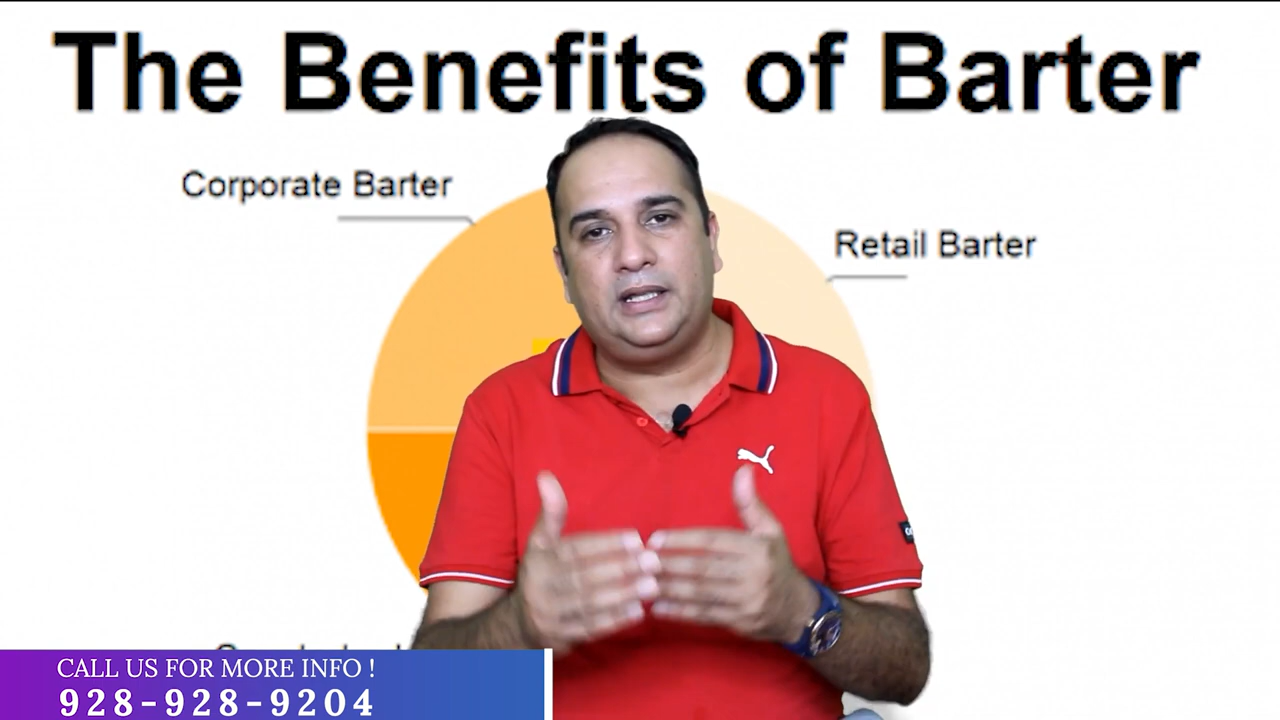 The Benefits of Barter
Corporate Barter
Retail Barter
CALL US FOR MORE INFO !
928-928-9204